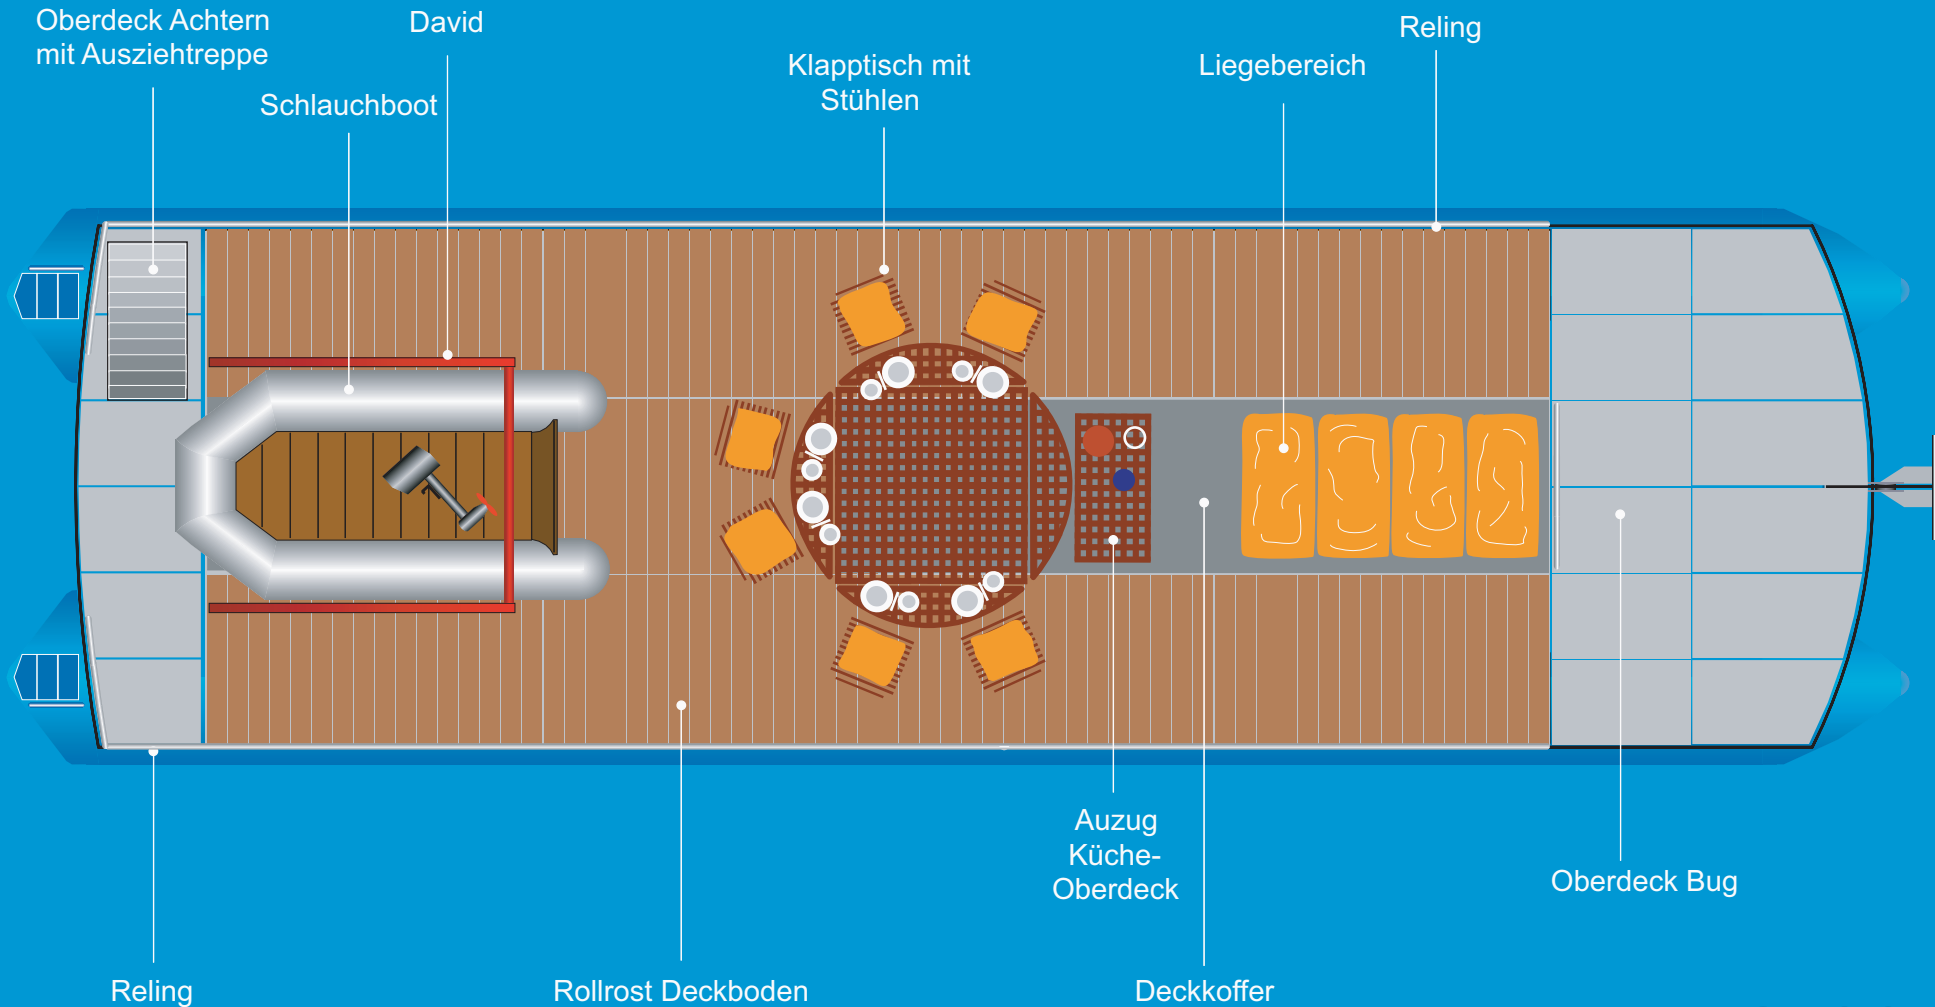 Oberdeck Achtern
mit Ausziehtreppe
David
Schlauchboot
Klapptisch mit
Stühlen
Liegebereich
Reling
Auzug
Küche-
Oberdeck
Oberdeck Bug
Reling
Rollrost Deckboden
Deckkoffer